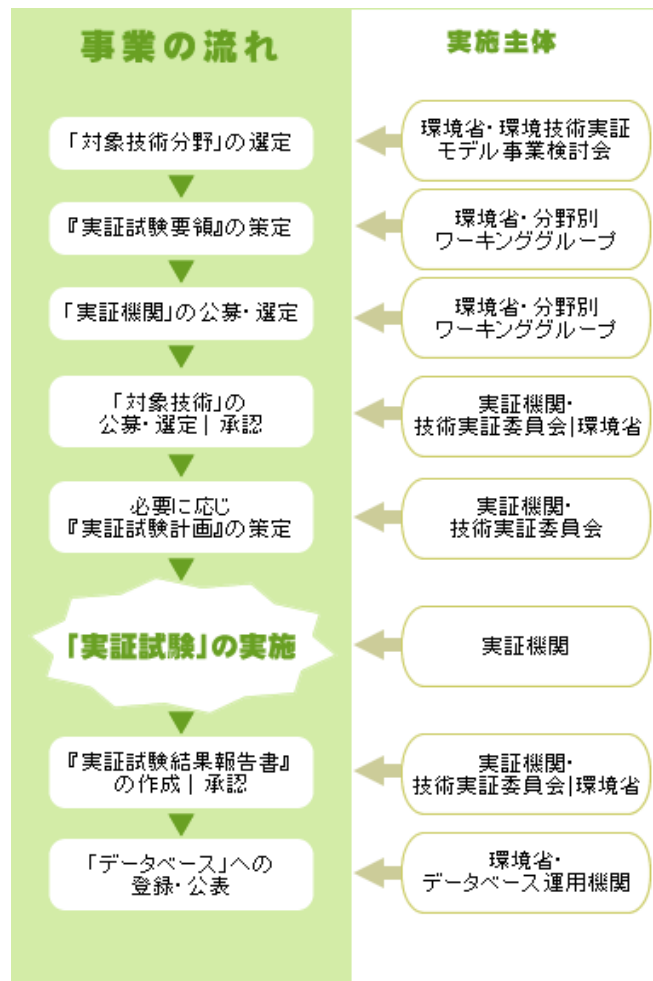 事業の流れ
実施主体
「対象技術分野」の選定
環境省・環境技術実証
モデル事業検討会
『実証試験要領』の策定
環境省・分野別
ワーキンググループ
「実証機関」の公募・選定
環境省・分野別
ワーキンググループ
「対象技術」の
公募・選定｜承認
実証機関・
技術実証委員会|環境省
必要に応じ
『実証試験計画』の策定
実証機関・
技術実証委員会
「実証試験」の実施
実証機関
『実証試験結果報告書』
の作成｜承認
実証機関・
技術実証委員会|環境省
「データベース」への
登録・公表
環境省・
データベース運用機関